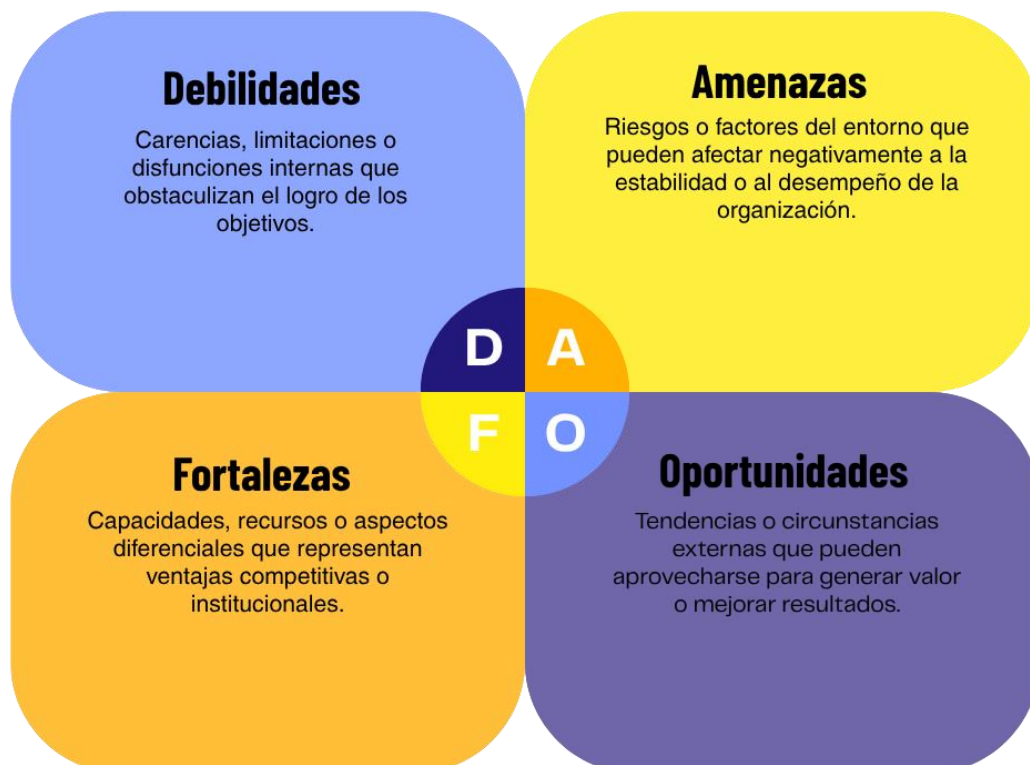 Debilidades
Carencias, limitaciones o
disfunciones internas que
obstaculizan el logro de los
objetivos.
Amenazas
Riesgos o factores del entorno que
pueden afectar negativamente a la
estabilidad o al desempeño de la
organización.
D A
F O
Fortalezas
Capacidades, recursos o aspectos
diferenciales que representan
ventajas competitivas o
institucionales.
Oportunidades
Tendencias o circunstancias
externas que pueden
aprovecharse para generar valor
o mejorar resultados.